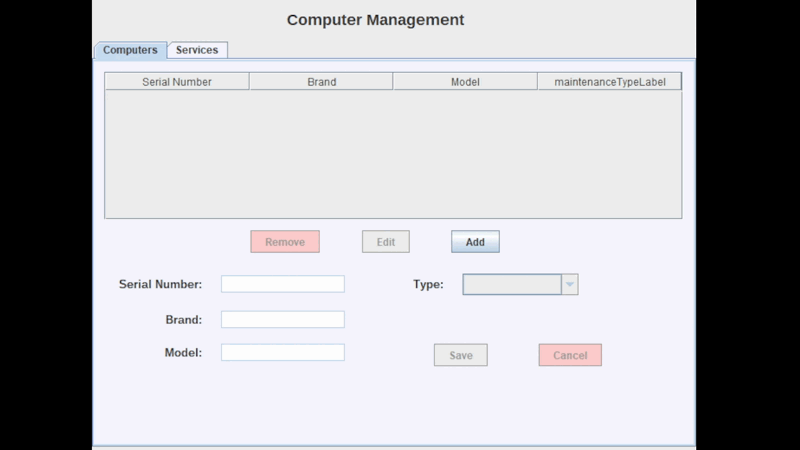 Computer Management
Computers Services
Serial Number Brand Model maintenanceTypeLabel
Remove Edit Add
Serial Number: Type:
Brand:
Model: Save Cancel